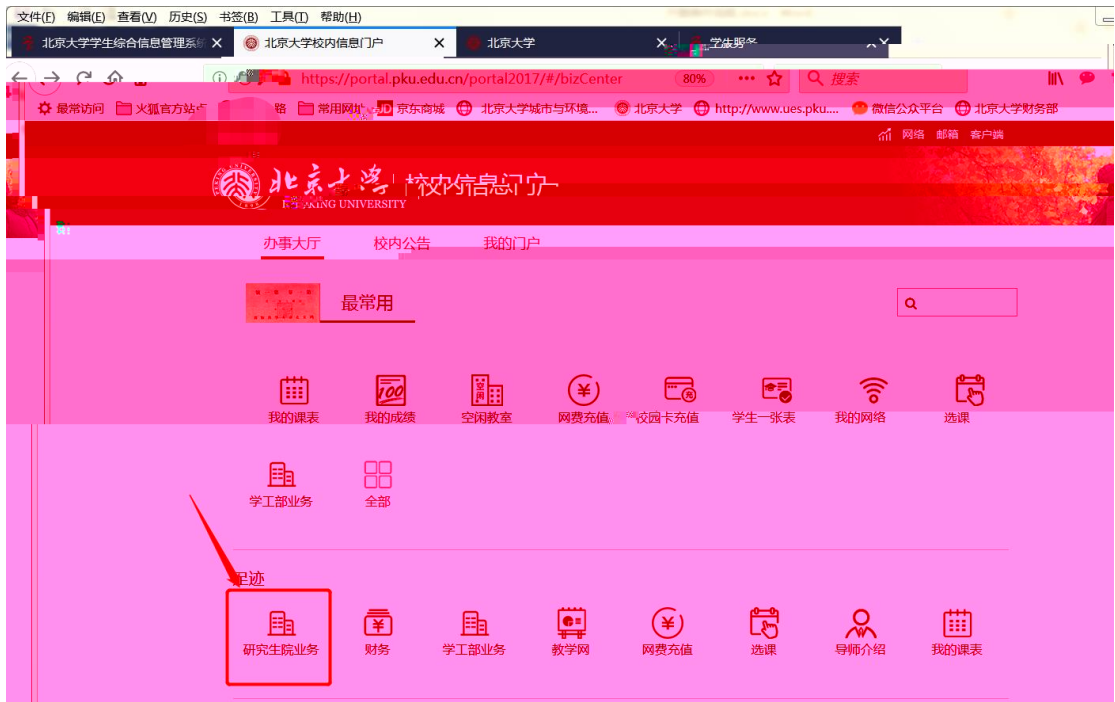 文件(F) 编辑(E) 查看(V) 历史(S) 书签(B) 工具(T) 帮助(H)
北京大学学生综合信息管理系统 北京大学校内信息门户 北京大学 学生服务
https://portal.pku.edu.cn/portal2017/#/bizCenter 80% 搜索
最常访问 火狐官方站点 常用网址 JD 京东商城 北京大学城市与环境... 北京大学 http://www.ues.pku.... 微信公众平台 北京大学财务部
网络 邮箱 客户端
北京大学 校内信息门户
PEKING UNIVERSITY
办事大厅 校内公告 我的门户
最常用
我的课表 我的成绩 空闲教室 网费充值 校园卡充值 学生一张表 我的网络 选课
学工部业务 全部
足迹
研究生院业务 财务 学工部业务 教学网 网费充值 选课 导师介绍 我的课表